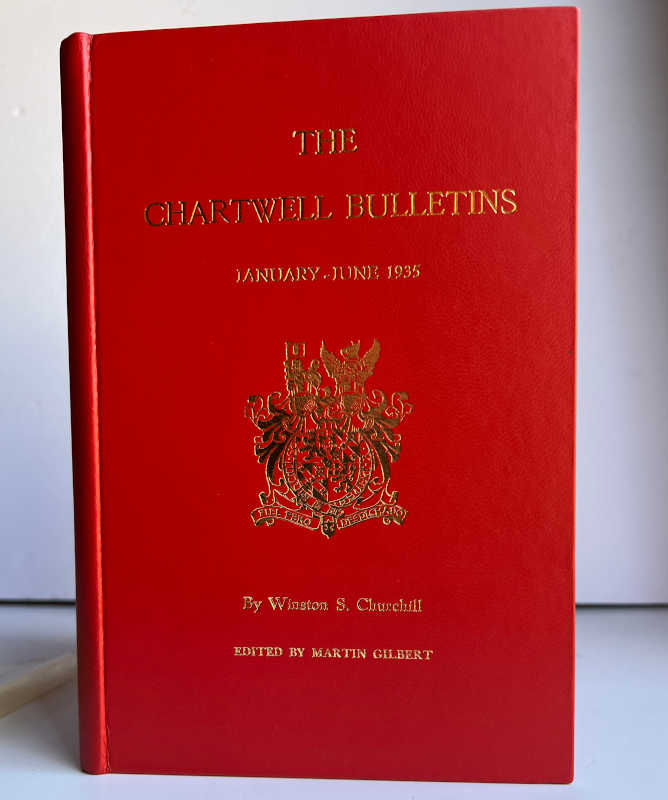 THE
CHARTWELL BULLETINS
JANUARY-JUNE 1935
FIEL PERO DESDICHADO
By Winston S. Churchill
EDITED BY MARTIN GILBERT